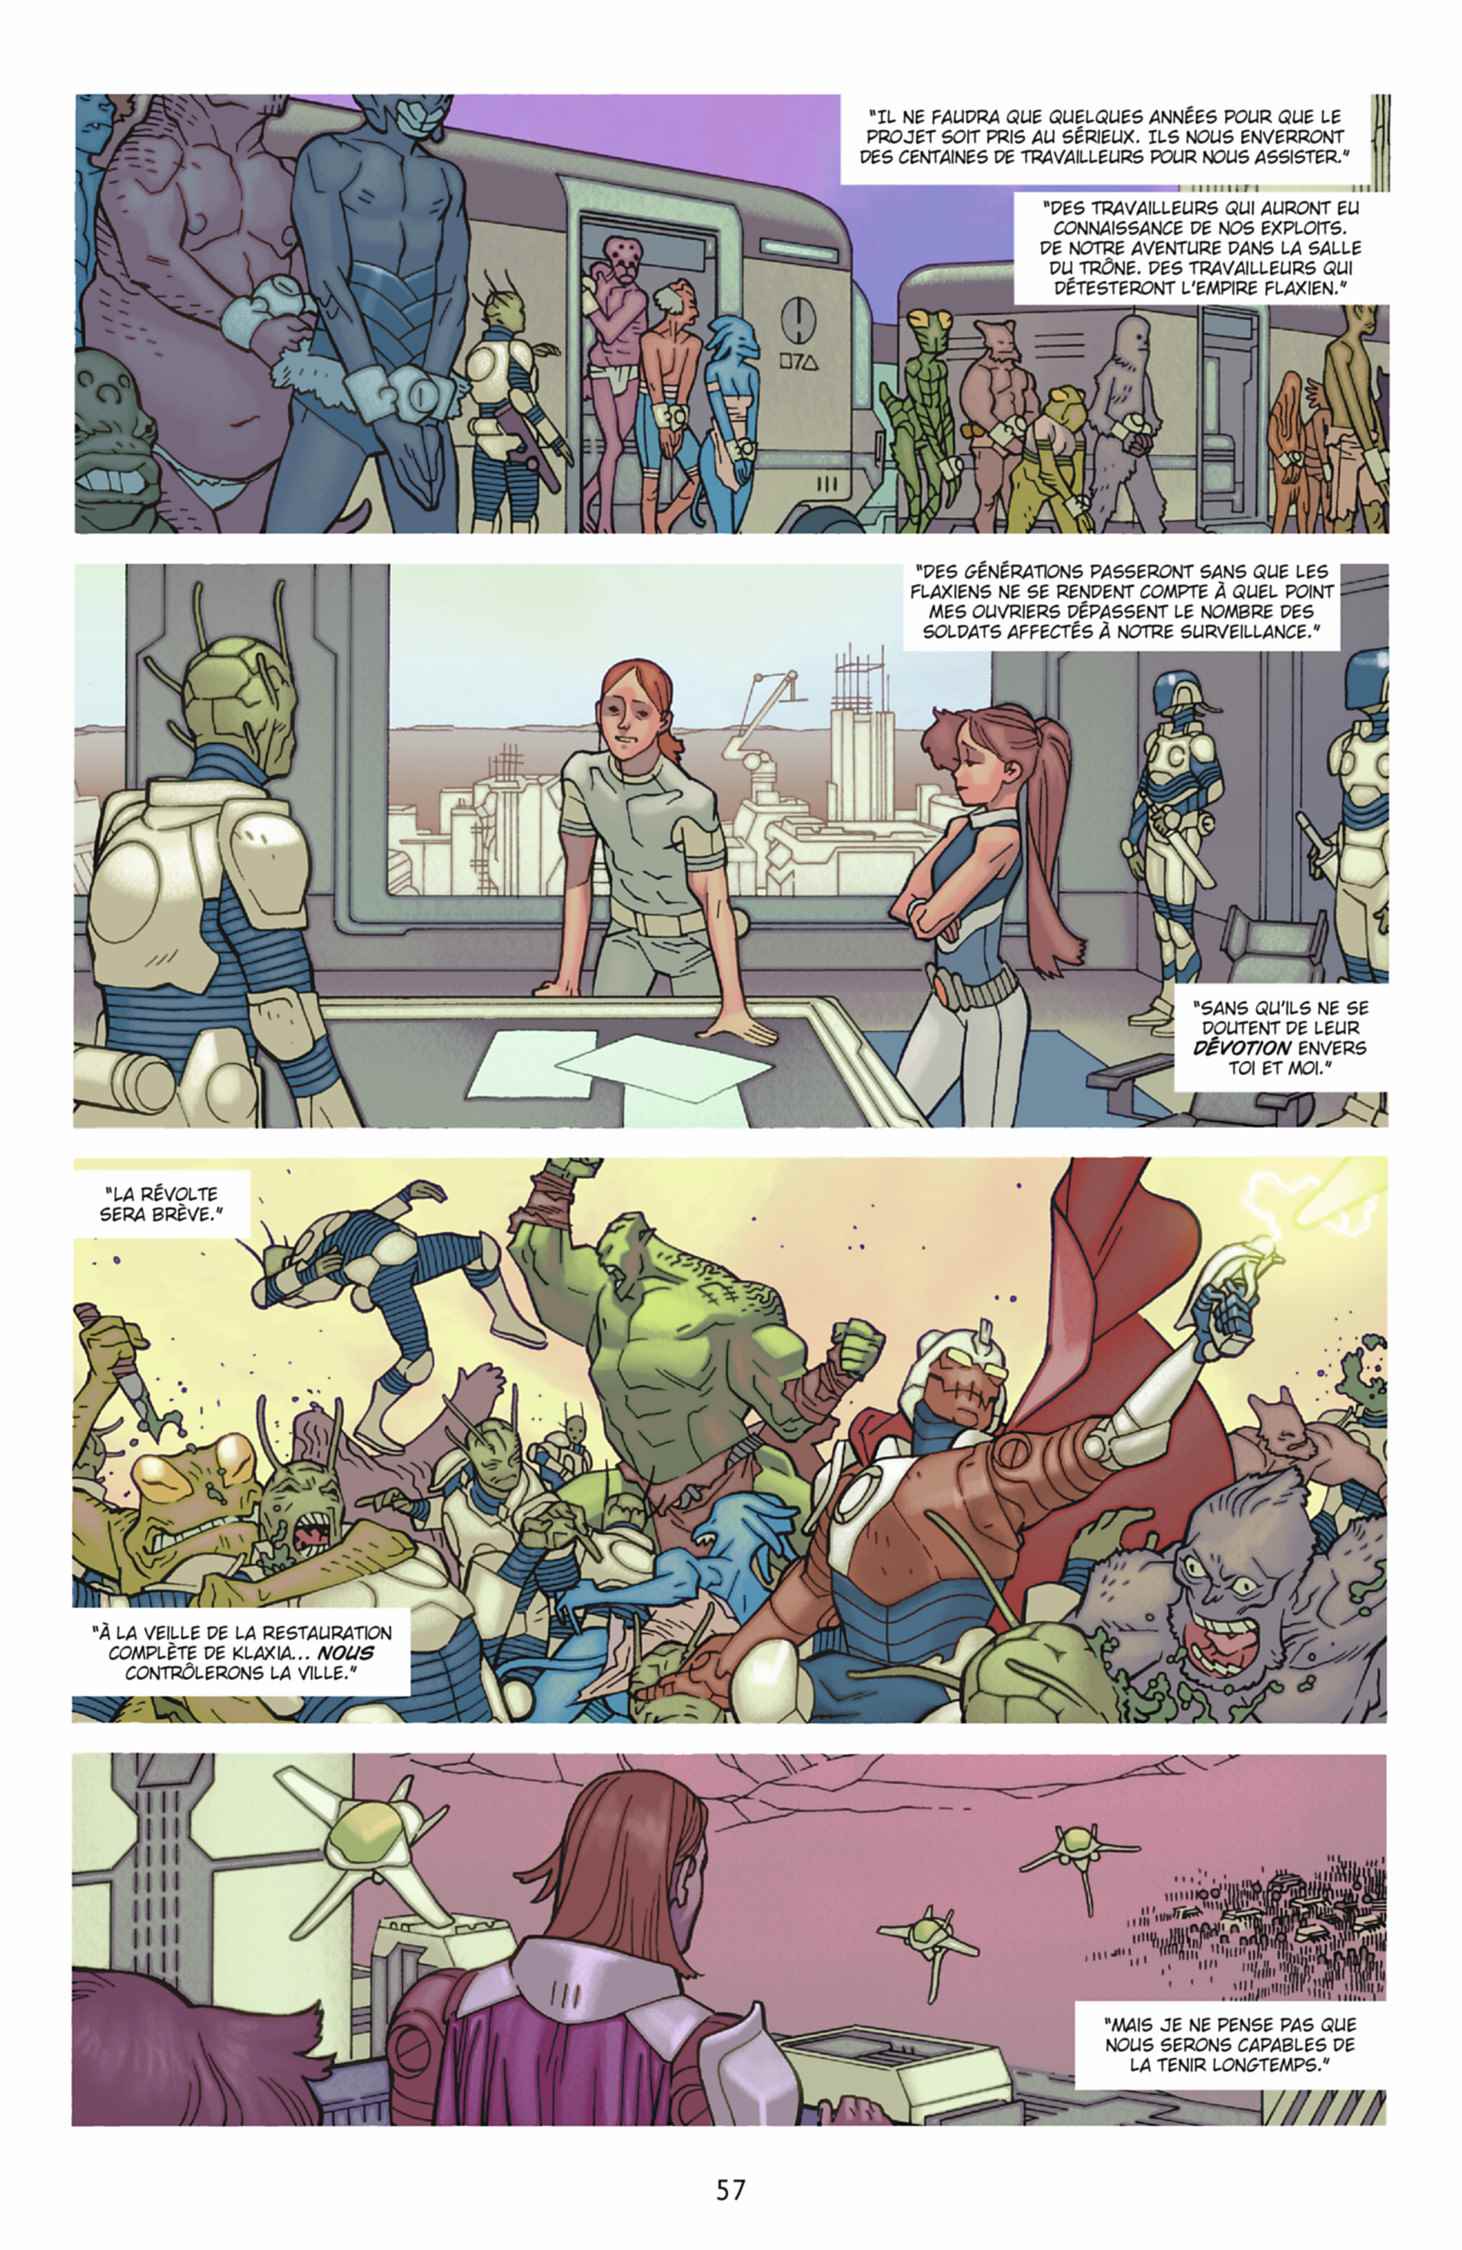 "IL NE FAUDRA QUE QUELQUES ANNÉES POUR QUE LE
PROJET SOIT PRIS AU SÉRIEUX. ILS NOUS ENVERRONT
DES CENTAINES DE TRAVAILLEURS POUR NOUS ASSISTER."
"DES TRAVAILLEURS QUI AURONT EU
CONNAISSANCE DE NOS EXPLOITS.
DE NOTRE AVENTURE DANS LA SALLE
DU TRÔNE. DES TRAVAILLEURS QUI
DÉTESTERONT L'EMPIRE FLAXIEN."
"DES GÉNÉRATIONS PASSERONT SANS QUE LES
FLAXIENS NE SE RENDENT COMPTE À QUEL POINT
MES OUVRIERS DÉPASSENT LE NOMBRE DES
SOLDATS AFFECTÉS À NOTRE SURVEILLANCE."
"SANS QU'ILS NE SE
DOUTENT DE LEUR
DÉVOTION ENVERS
TOI ET MOI."
"LA RÉVOLTE
SERA BRÈVE."
"À LA VEILLE DE LA RESTAURATION
COMPLÈTE DE KLAXIA... NOUS
CONTRÔLERONS LA VILLE."
"MAIS JE NE PENSE PAS QUE
NOUS SERONS CAPABLES DE
LA TENIR LONGTEMPS."
57